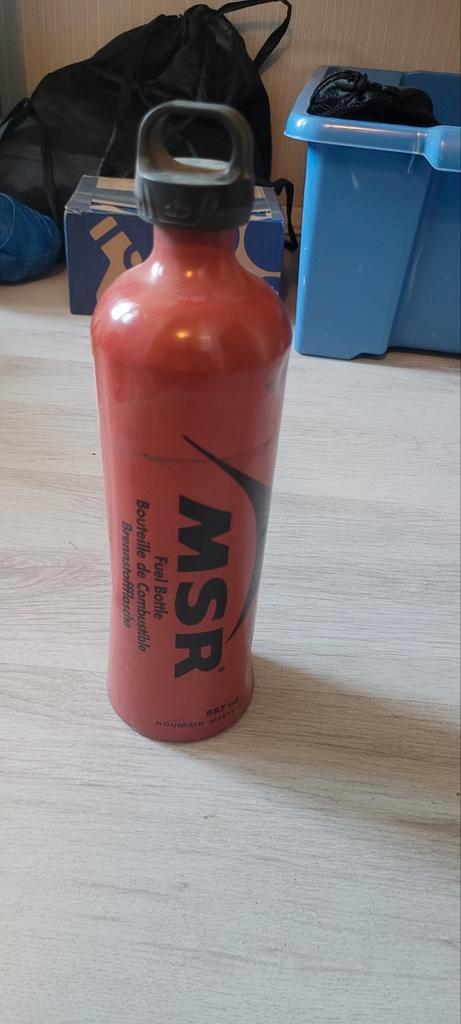 MSR®
Fuel Bottle
Bouteille de Combustible
Brennstoffflasche
887 ml
MOUNTAIN SAFETY